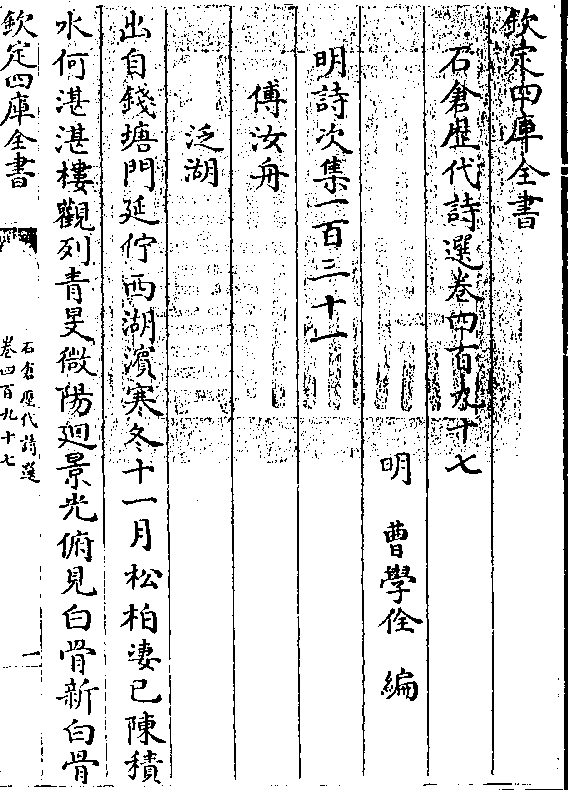 欽定四庫全書
石倉歷代詩選卷四百九十七
明 曹學佺 編
明詩次集一百三十一
傅汝舟
泛湖
出自錢塘門延佇西湖濵寒冬十一月松柏凄已陳積
水何湛湛樓觀列青旻微陽迴景光俯見白骨新白骨
欽定四庫全書
石倉歷代詩選
卷四百九十七
一